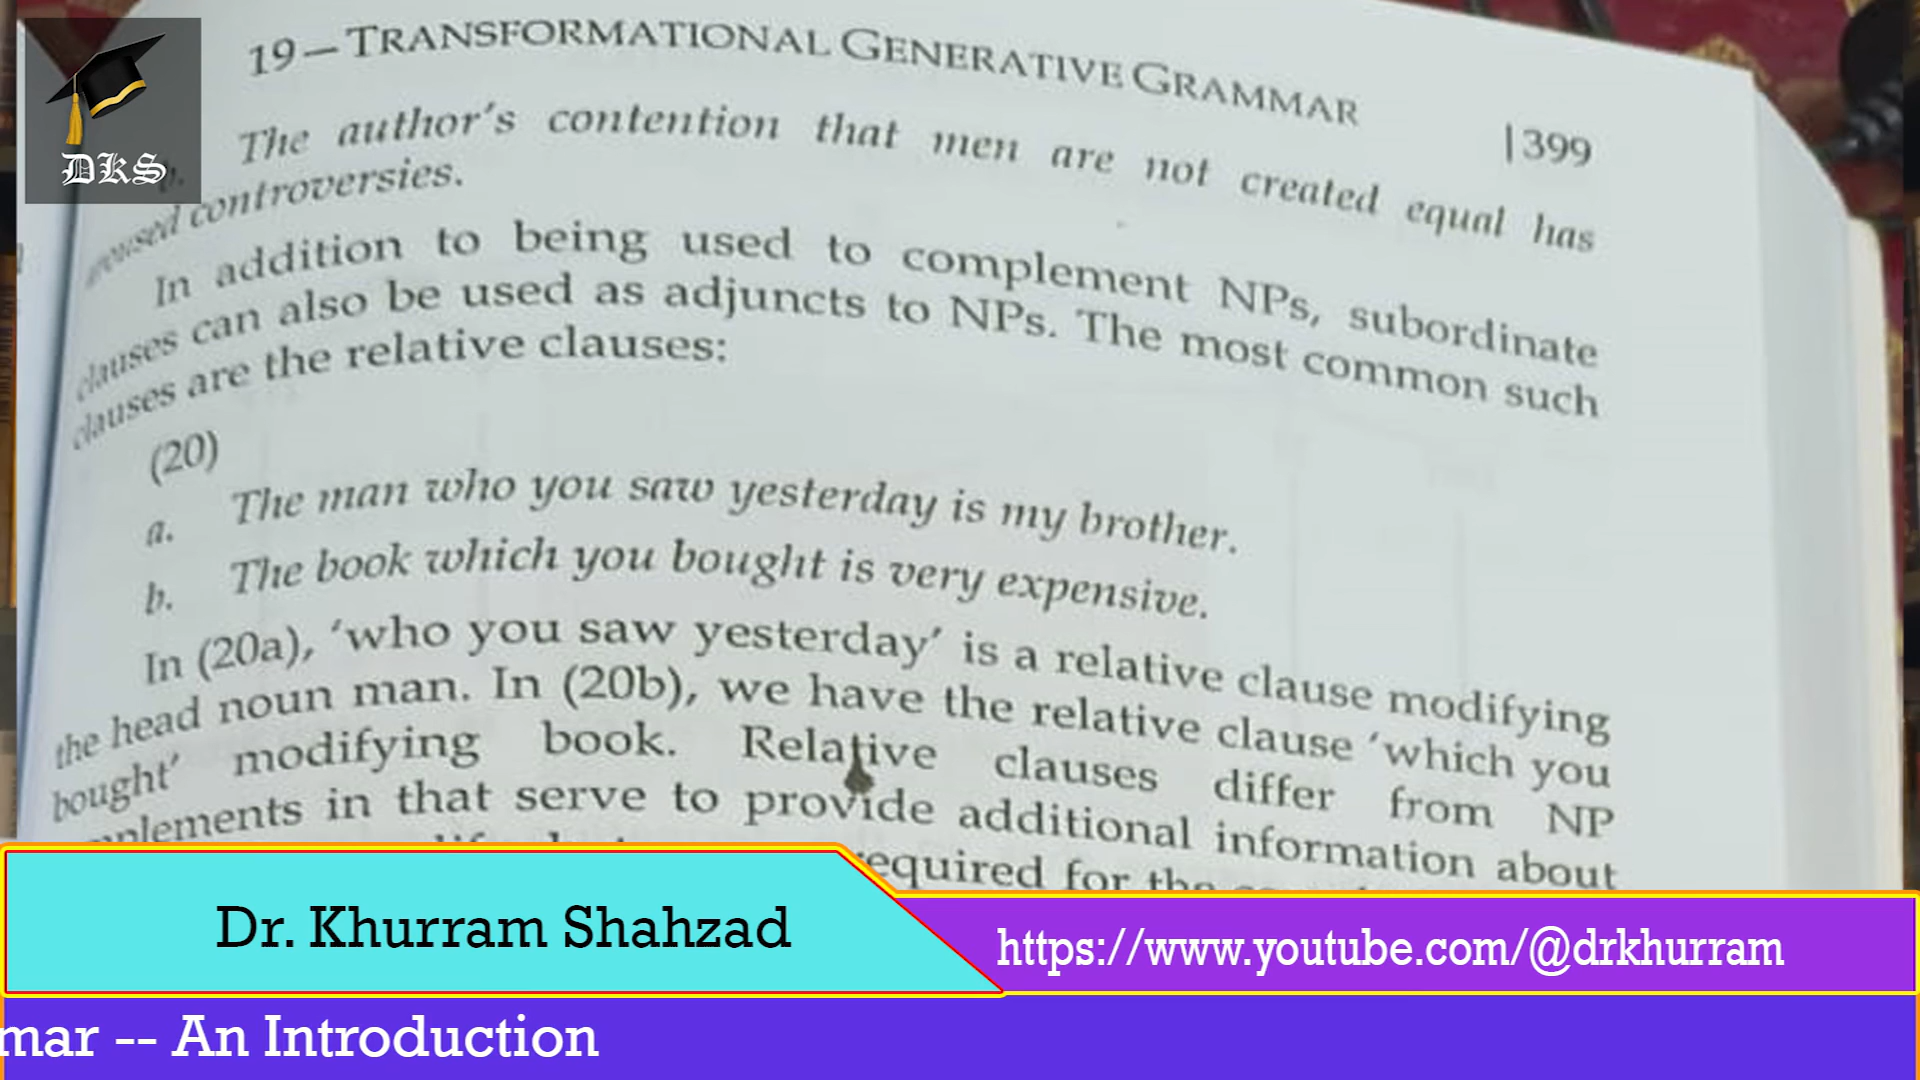 DKS
19—TRANSFORMATIONAL GENERATIVE GRAMMAR |399
The author's contention that men are not created equal has
aroused controversies.
In addition to being used to complement NPs, subordinate
clauses can also be used as adjuncts to NPs. The most common such
clauses are the relative clauses:
(20)
a. The man who you saw yesterday is my brother.
b. The book which you bought is very expensive.
In (20a), 'who you saw yesterday' is a relative clause modifying
the head noun man. In (20b), we have the relative clause 'which you
bought' modifying book. Relative clauses differ from NP
in that serve to provide additional information about
required for the
Dr. Khurram Shahzad
https://www.youtube.com/@drkhurram
mar -- An Introduction